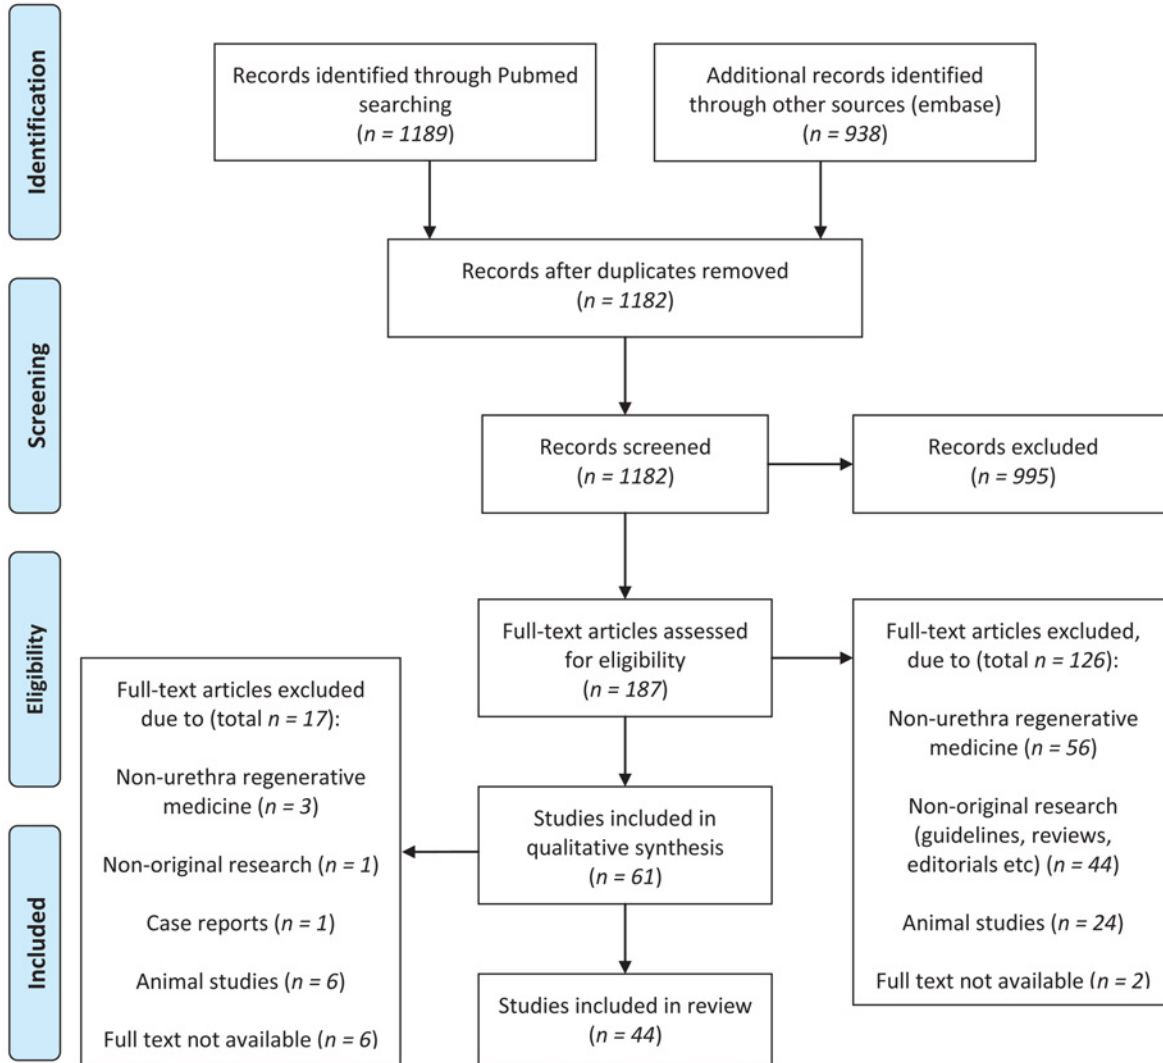 Identification
Records identified through Pubmed
searching
(n = 1189)
Additional records identified
through other sources (embase)
(n = 938)
Records after duplicates removed
(n = 1182)
Screening
Records screened
(n = 1182)
Records excluded
(n = 995)
Eligibility
Full-text articles assessed
for eligibility
(n = 187)
Full-text articles excluded,
due to (total n = 126):
Non-urethra regenerative
medicine (n = 56)
Non-original research
(guidelines, reviews,
editorials etc) (n = 44)
Animal studies (n = 24)
Full text not available (n = 2)
Studies included in
qualitative synthesis
(n = 61)
Full-text articles excluded
due to (total n = 17):
Non-urethra regenerative
medicine (n = 3)
Non-original research (n = 1)
Case reports (n = 1)
Animal studies (n = 6)
Full text not available (n = 6)
Included
Studies included in review
(n = 44)